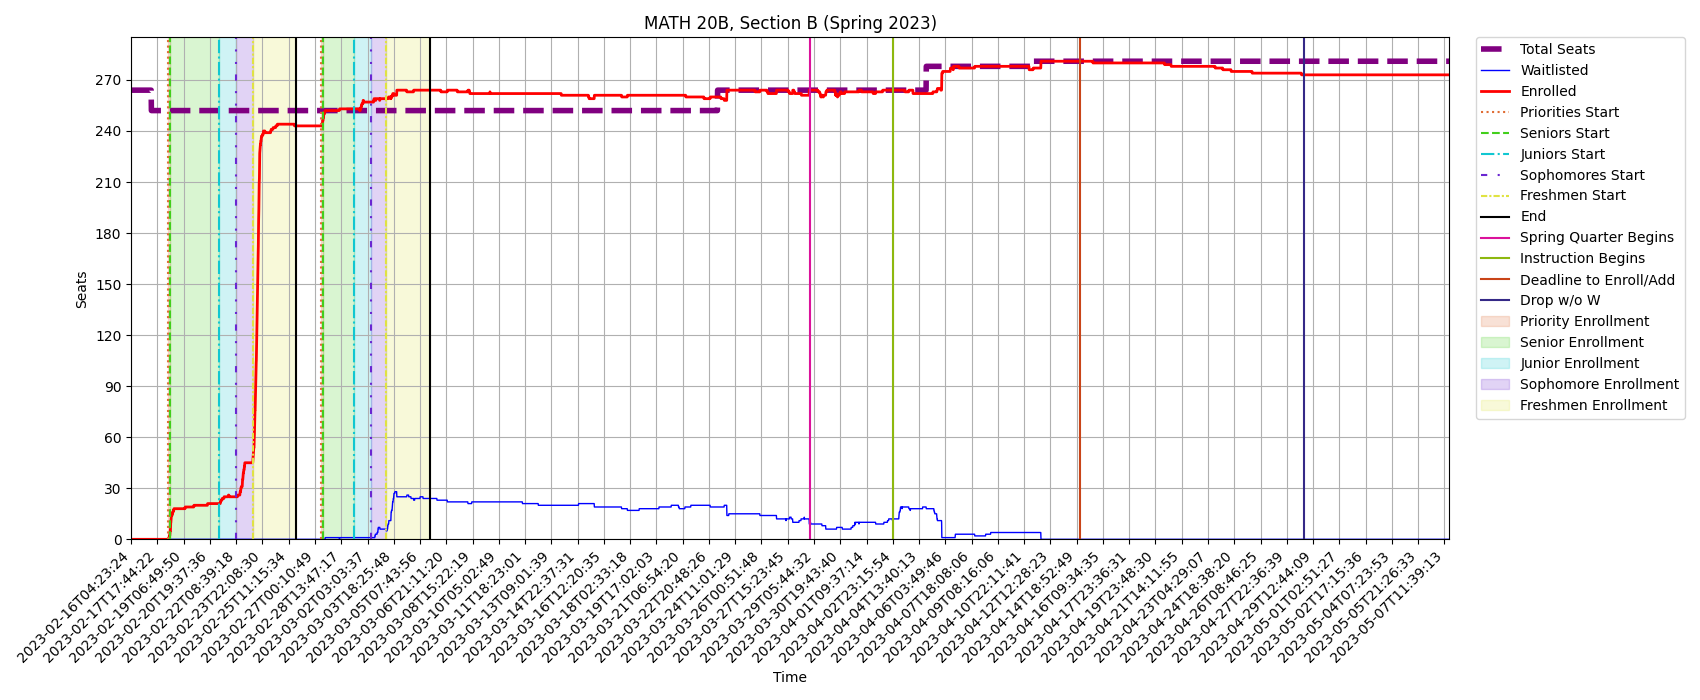 MATH 20B, Section B (Spring 2023)
Seats
270
240
210
180
150
120
90
60
30
0
2023-02-16T04:23:24
2023-02-17T17:44:22
2023-02-19T06:49:50
2023-02-20T19:37:36
2023-02-22T08:39:18
2023-02-23T22:08:30
2023-02-25T11:15:34
2023-02-27T00:10:49
2023-02-28T13:47:17
2023-03-02T03:03:37
2023-03-03T18:25:48
2023-03-05T07:43:56
2023-03-06T21:11:20
2023-03-08T15:22:19
2023-03-10T05:02:49
2023-03-11T18:23:01
2023-03-13T09:01:39
2023-03-14T22:37:31
2023-03-16T12:20:35
2023-03-18T02:33:18
2023-03-19T17:02:03
2023-03-21T06:54:20
2023-03-22T20:48:26
2023-03-24T11:01:29
2023-03-26T00:51:48
2023-03-27T15:23:45
2023-03-29T05:44:32
2023-03-30T19:43:40
2023-04-01T09:37:14
2023-04-02T23:15:54
2023-04-04T13:40:13
2023-04-06T03:49:46
2023-04-07T18:08:06
2023-04-09T08:16:06
2023-04-10T22:11:41
2023-04-12T12:28:23
2023-04-14T18:52:49
2023-04-16T09:34:35
2023-04-17T23:36:31
2023-04-19T23:48:30
2023-04-21T14:11:55
2023-04-23T04:29:07
2023-04-24T18:38:20
2023-04-26T08:46:25
2023-04-27T22:36:39
2023-04-29T12:44:09
2023-05-01T02:51:27
2023-05-02T17:15:36
2023-05-04T07:23:53
2023-05-05T21:26:33
2023-05-07T11:39:13
Time
Total Seats
Waitlisted
Enrolled
Priorities Start
Seniors Start
Juniors Start
Sophomores Start
Freshmen Start
End
Spring Quarter Begins
Instruction Begins
Deadline to Enroll/Add
Drop w/o W
Priority Enrollment
Senior Enrollment
Junior Enrollment
Sophomore Enrollment
Freshmen Enrollment